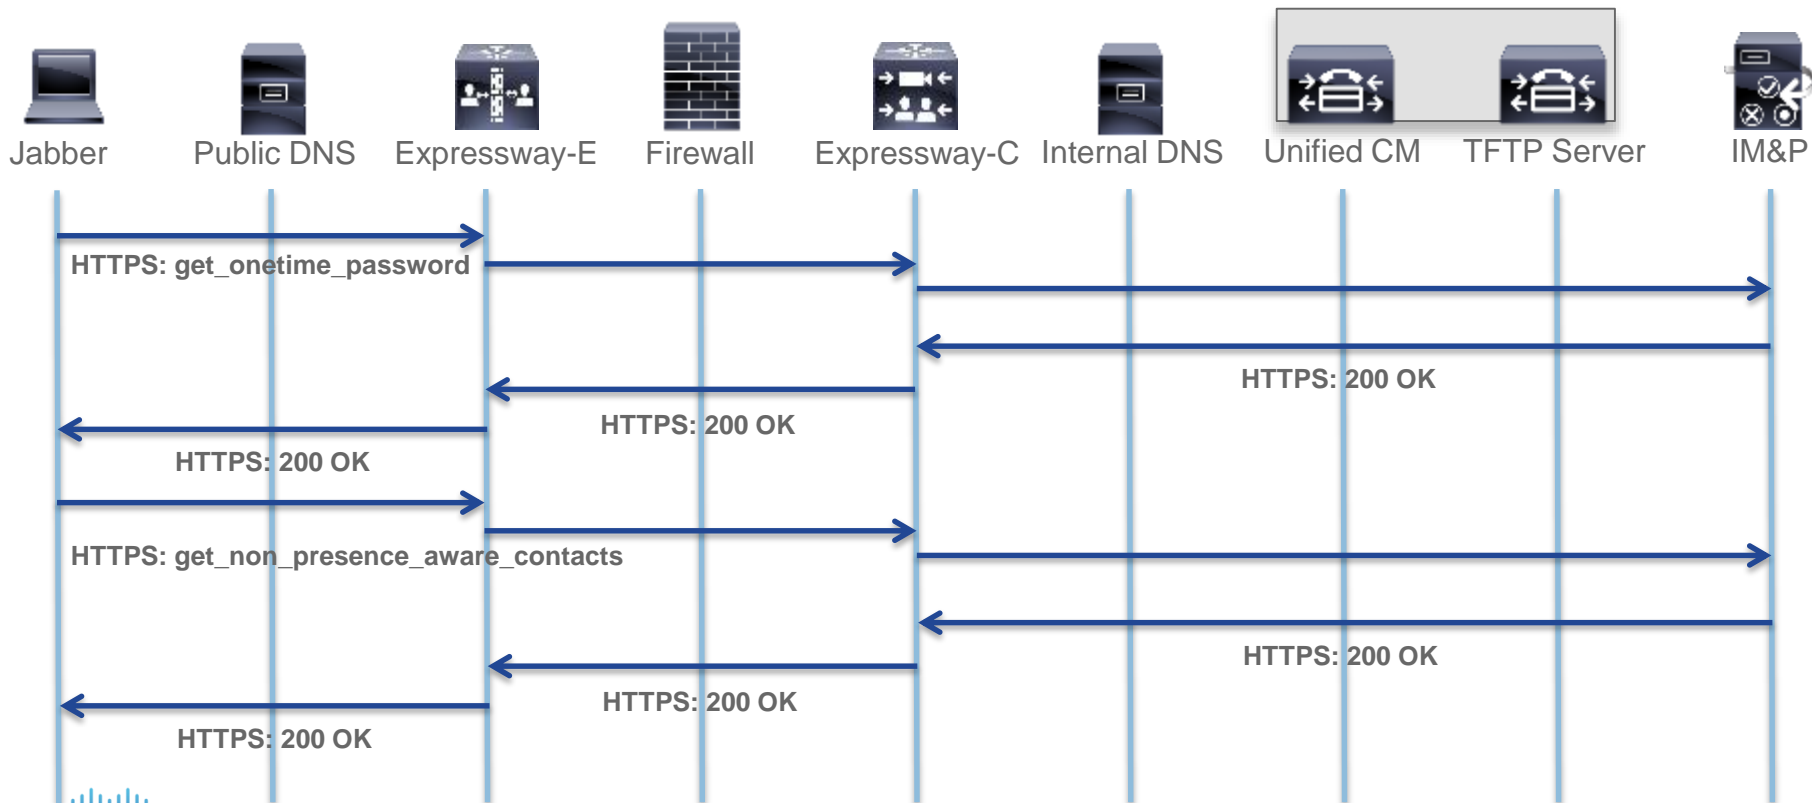 Jabber
Public DNS
Expressway-E
Firewall
Expressway-C
Internal DNS
Unified CM
TFTP Server
IM&P
HTTPS: get_onetime_password
HTTPS: 200 OK
HTTPS: 200 OK
HTTPS: 200 OK
HTTPS: get_non_presence_aware_contacts
HTTPS: 200 OK
HTTPS: 200 OK
HTTPS: 200 OK